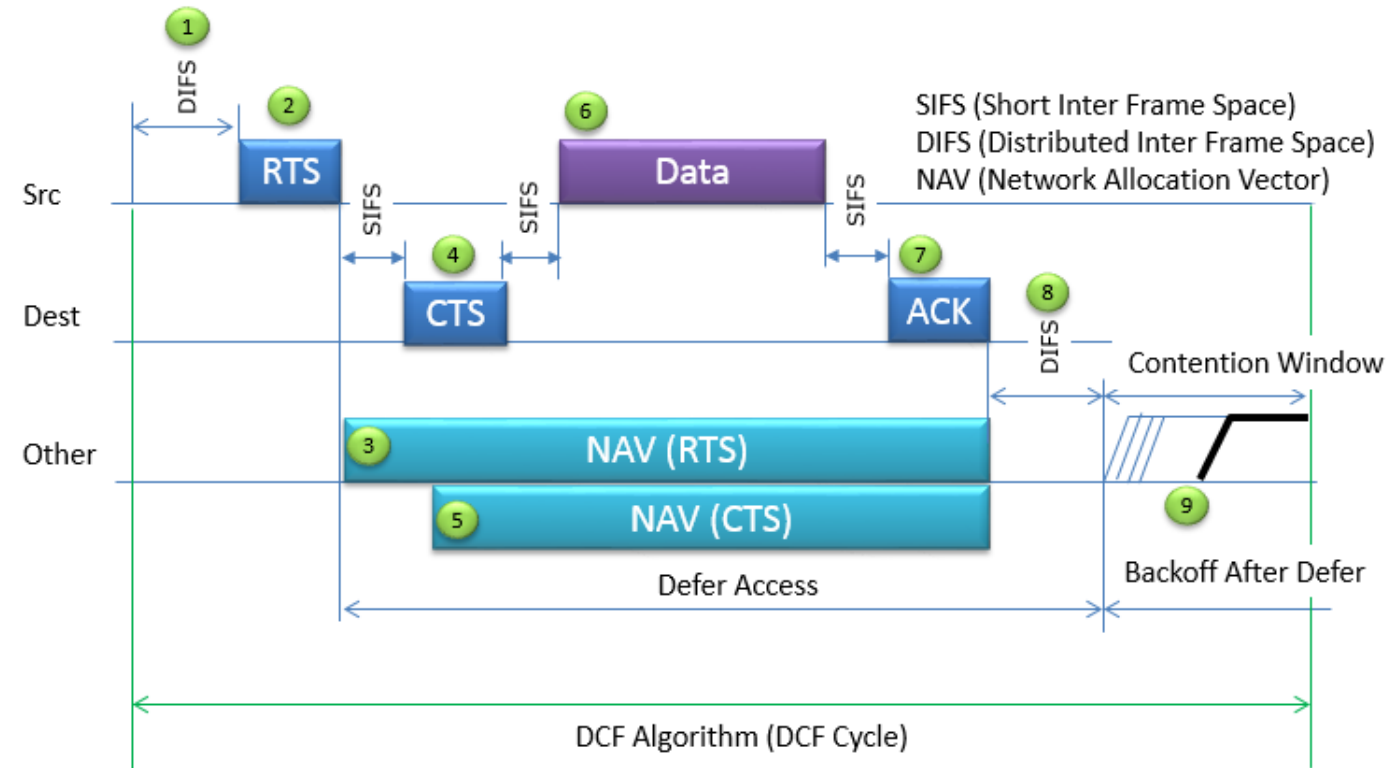 1
DIFS
2
RTS
SIFS
4
CTS
SIFS
6
Data
SIFS
7
ACK
8
DIFS
SIFS (Short Inter Frame Space)
DIFS (Distributed Inter Frame Space)
NAV (Network Allocation Vector)
Src
Dest
Other
Contention Window
3
NAV (RTS)
5
NAV (CTS)
9
Defer Access
Backoff After Defer
DCF Algorithm (DCF Cycle)